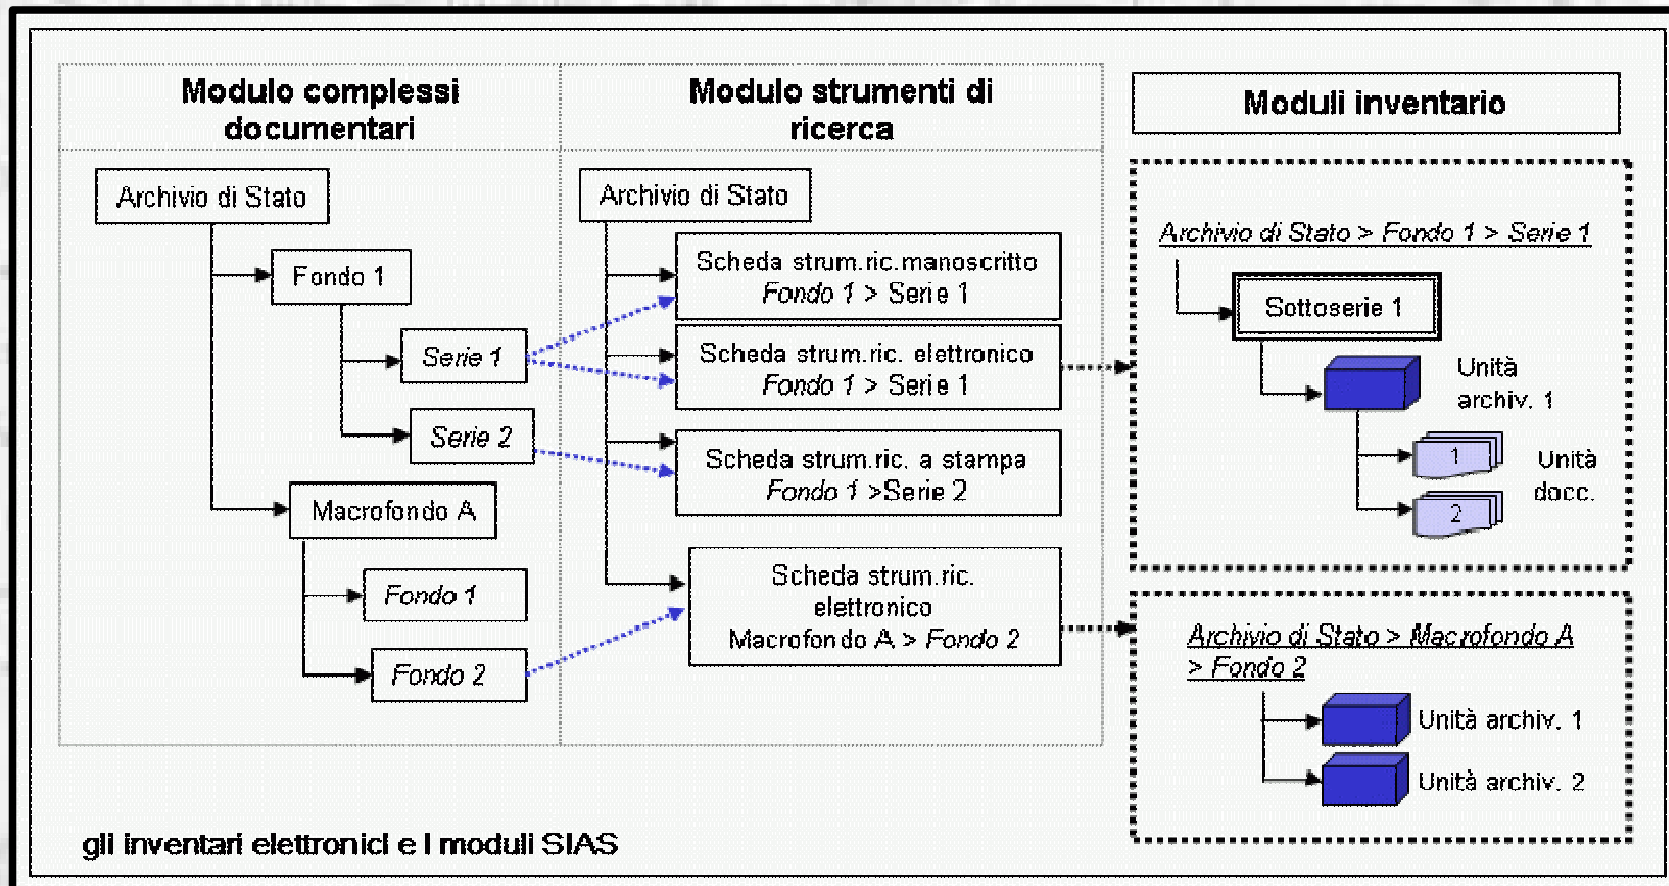 Modulo complessi
documentari
Modulo strumenti di
ricerca
Moduli inventario
Archivio di Stato
Fondo 1
Serie 1
Serie 2
Macrofondo A
Fondo 1
Fondo 2
Archivio di Stato
Scheda strum.ric.manoscritto
Fondo 1 > Serie 1
Scheda strum.ric. elettronico
Fondo 1 > Serie 1
Scheda strum.ric. a stampa
Fondo 1 >Serie 2
Scheda strum.ric.
elettronico
Macrofondo A > Fondo 2
Archivio di Stato > Fondo 1 > Serie 1
Sottoserie 1
Unità
archiv. 1
1
Unità
docc.
2
Archivio di Stato > Macrofondo A
> Fondo 2
Unità archiv. 1
Unità archiv. 2
gli inventari elettronici e i moduli SIAS